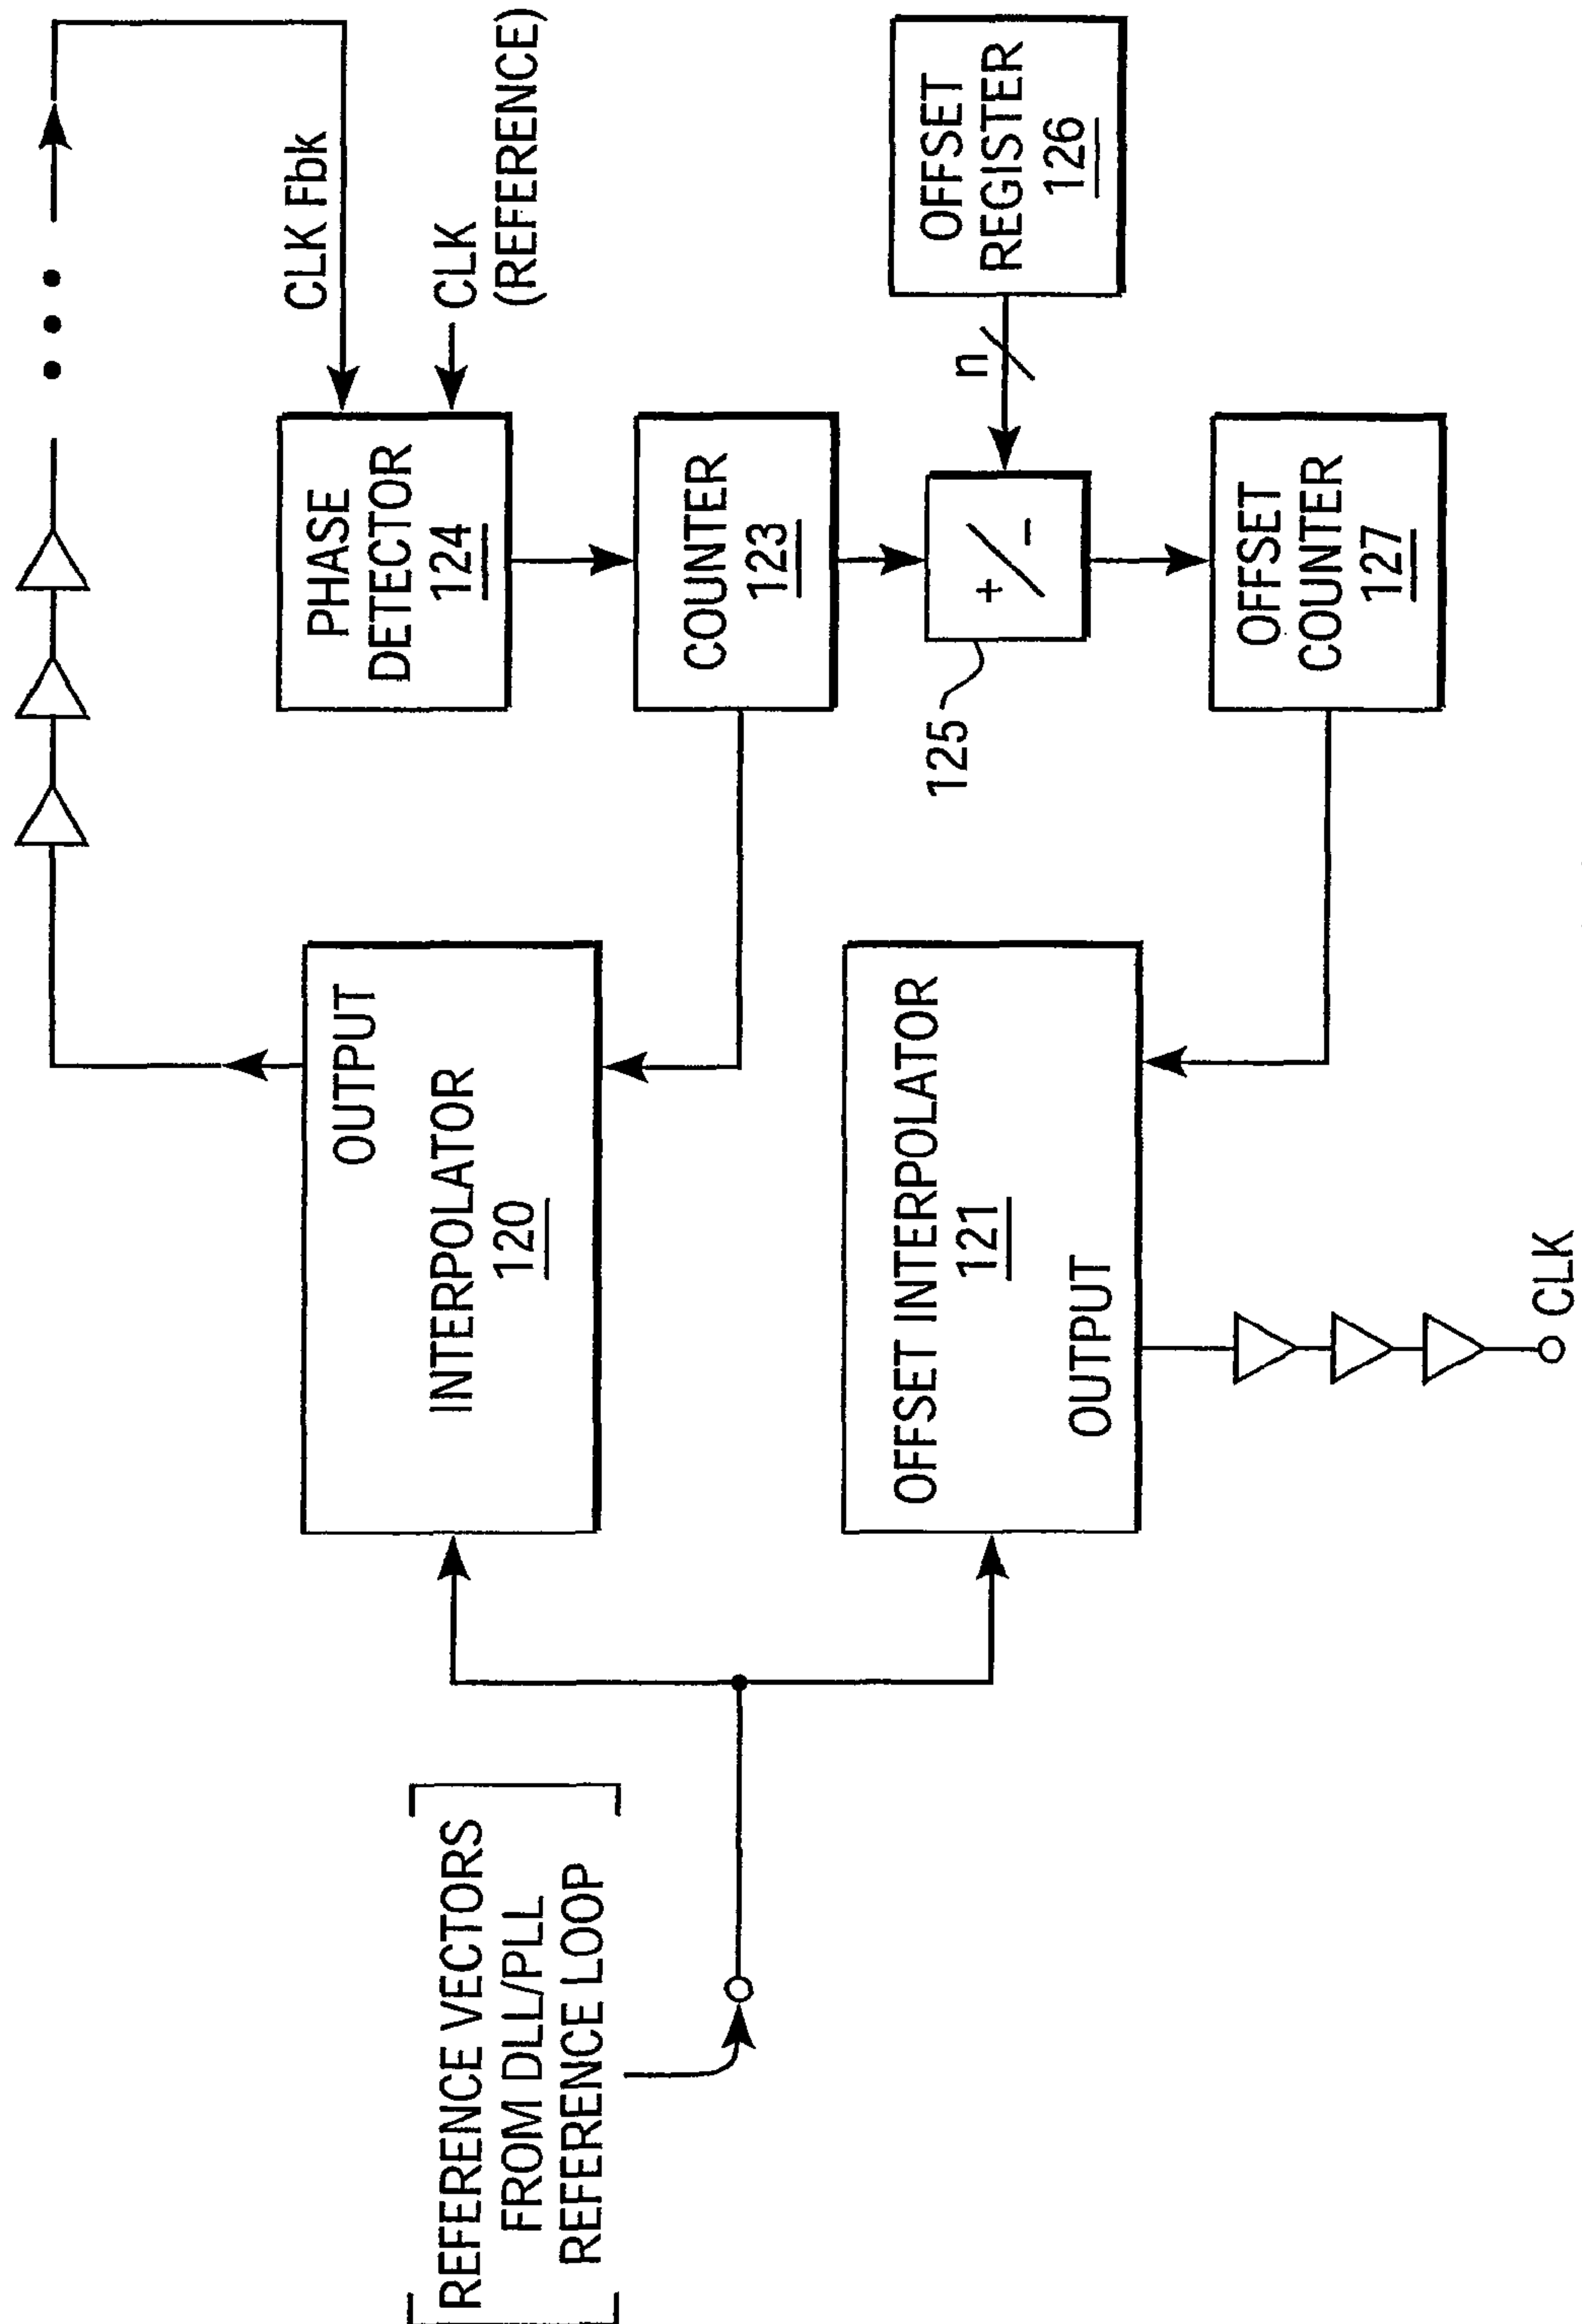 REFERENCE VECTORS
FROM DLL/PLL
REFERENCE LOOP
OUTPUT
INTERPOLATOR
120
OFFSET INTERPOLATOR
121
OUTPUT
CLK
CLK Fbk
CLK
(REFERENCE)
PHASE
DETECTOR
124
COUNTER
123
+/-
125
n
OFFSET
REGISTER
126
OFFSET
COUNTER
127